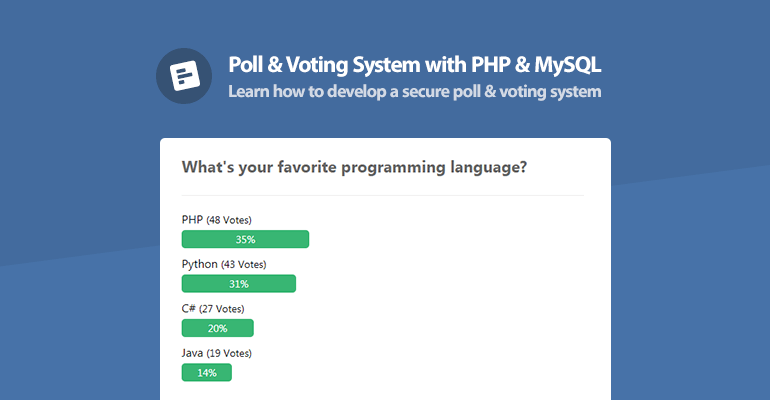 Poll & Voting System with PHP & MySQL
Learn how to develop a secure poll & voting system
What's your favorite programming language?
PHP (48 Votes)
35%
Python (43 Votes)
31%
C# (27 Votes)
20%
Java (19 Votes)
14%